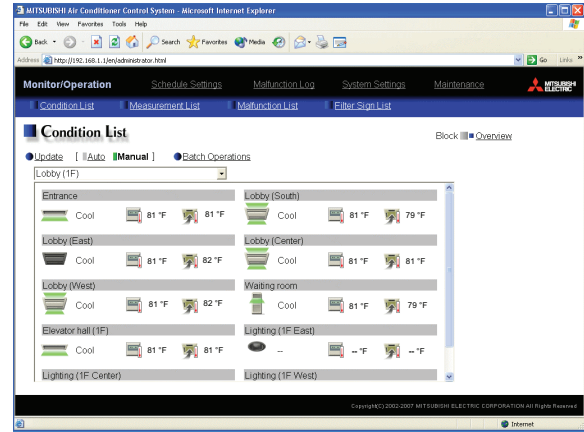 MITSUBISHI Air Conditioner Control System - Microsoft Internet Explorer
File Edit View Favorites Tools Help
Back Search Favorites Media
Address http://192.168.1.1/en/administrator.html Go Links »
Monitor/Operation Schedule Settings Malfunction Log System Settings Maintenance MITSUBISHI ELECTRIC
Condition List Measurement List Malfunction List Filter Sign List
Condition List Block Overview
Update [ Auto Manual ] Batch Operations
Lobby (1F)
Entrance Lobby (South)
Cool 81 °F 81 °F Cool 81 °F 79 °F
Lobby (East) Lobby (Center)
Cool 81 °F 82 °F Cool 81 °F 81 °F
Lobby (West) Waiting room
Cool 81 °F 82 °F Cool 81 °F 79 °F
Elevator hall (1F) Lighting (1F East)
Cool 81 °F 81 °F -- -- °F -- °F
Lighting (1F Center) Lighting (1F West)
Copyright(C) 2002-2007 MITSUBISHI ELECTRIC CORPORATION All Rights Reserved
Internet